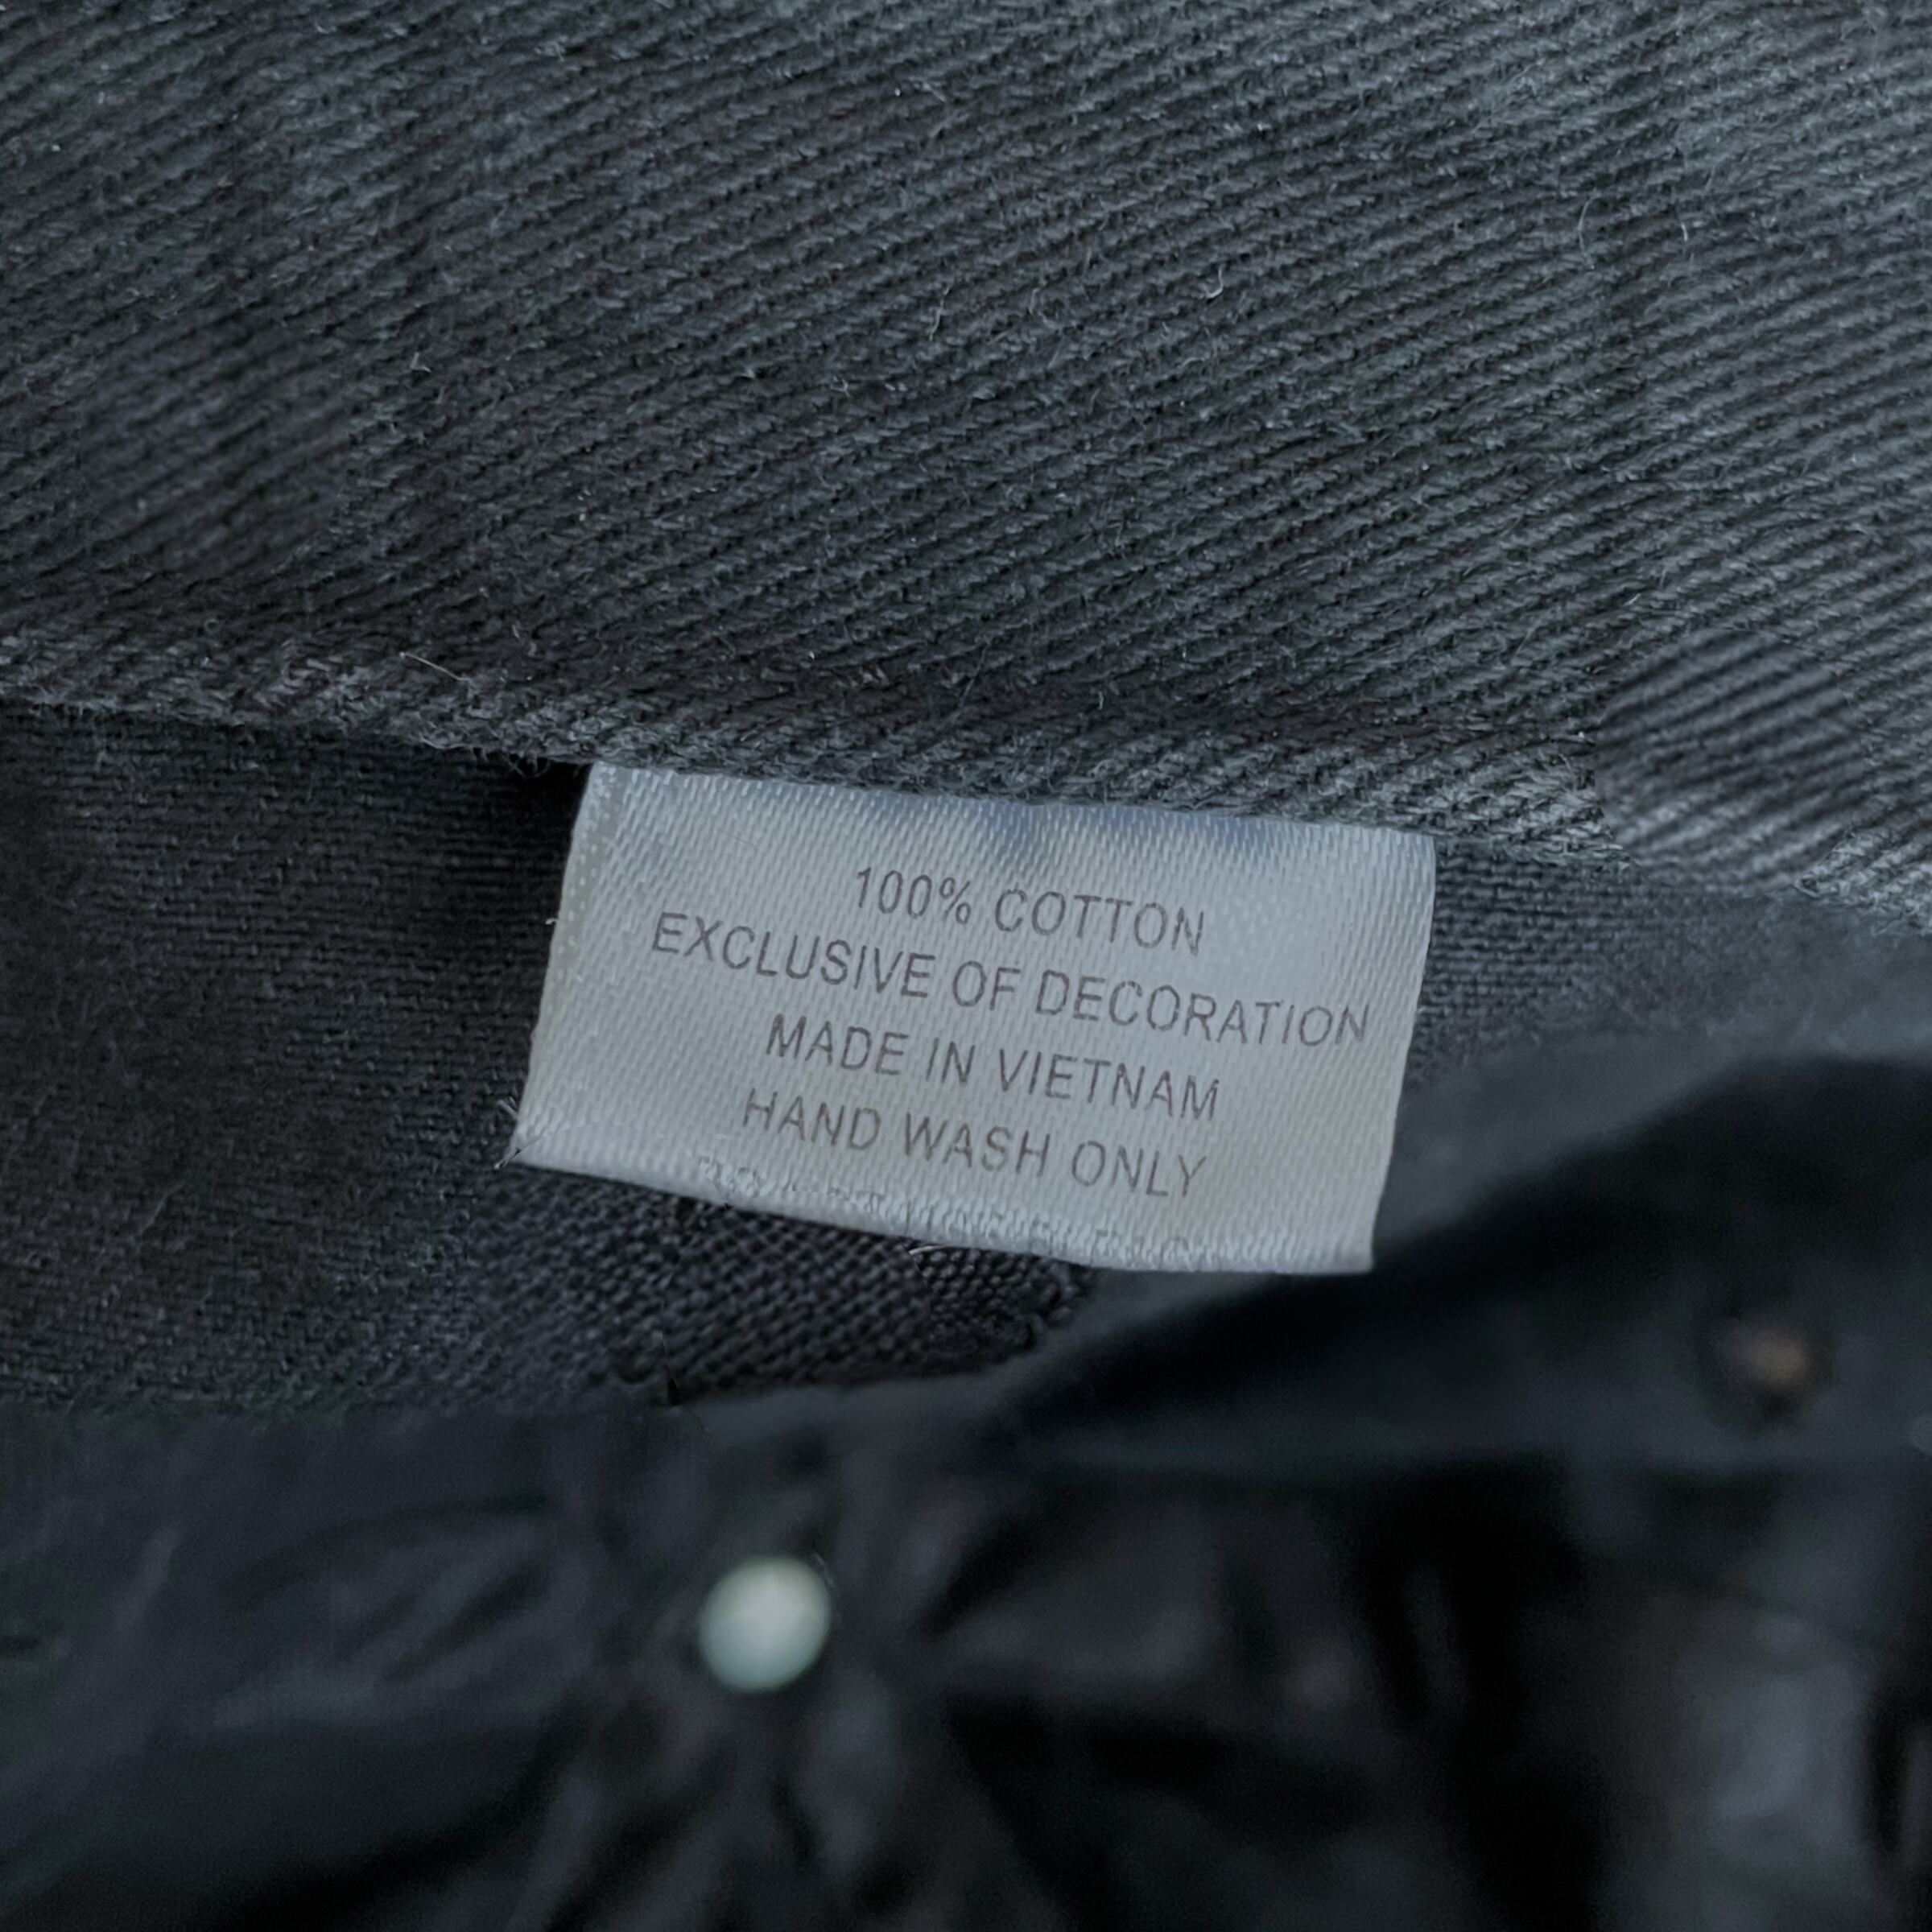 100% COTTON
EXCLUSIVE OF DECORATION
MADE IN VIETNAM
HAND WASH ONLY